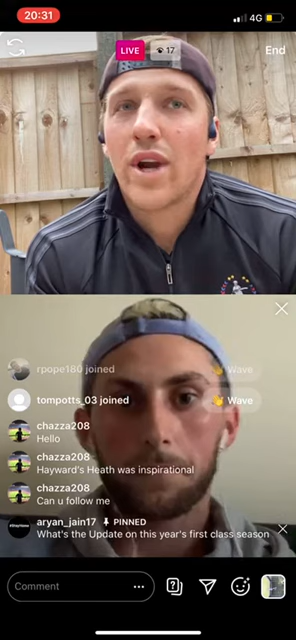 20:31
4G
LIVE
17
End
rpope180 joined
Wave
tompotts_03 joined
Wave
chazza208
Hello
chazza208
Hayward's Heath was inspirational
chazza208
Can u follow me
aryan_jain17 PINNED
What's the Update on this year's first class season
Comment